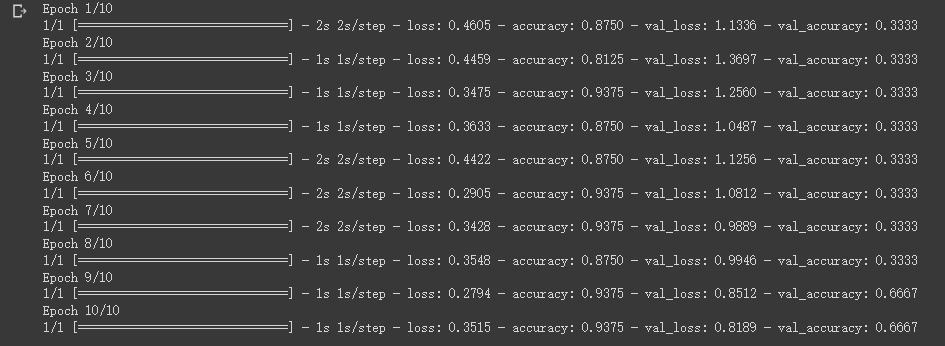 Epoch 1/10
1/1 [==============================] - 2s 2s/step - loss: 0.4605 - accuracy: 0.8750 - val_loss: 1.1336 - val_accuracy: 0.3333
Epoch 2/10
1/1 [==============================] - 1s 1s/step - loss: 0.4459 - accuracy: 0.8125 - val_loss: 1.3697 - val_accuracy: 0.3333
Epoch 3/10
1/1 [==============================] - 1s 1s/step - loss: 0.3475 - accuracy: 0.9375 - val_loss: 1.2560 - val_accuracy: 0.3333
Epoch 4/10
1/1 [==============================] - 1s 1s/step - loss: 0.3633 - accuracy: 0.8750 - val_loss: 1.0487 - val_accuracy: 0.3333
Epoch 5/10
1/1 [==============================] - 2s 2s/step - loss: 0.4422 - accuracy: 0.8750 - val_loss: 1.1256 - val_accuracy: 0.3333
Epoch 6/10
1/1 [==============================] - 2s 2s/step - loss: 0.2905 - accuracy: 0.9375 - val_loss: 1.0812 - val_accuracy: 0.3333
Epoch 7/10
1/1 [==============================] - 2s 2s/step - loss: 0.3428 - accuracy: 0.9375 - val_loss: 0.9889 - val_accuracy: 0.3333
Epoch 8/10
1/1 [==============================] - 1s 1s/step - loss: 0.3548 - accuracy: 0.8750 - val_loss: 0.9946 - val_accuracy: 0.3333
Epoch 9/10
1/1 [==============================] - 1s 1s/step - loss: 0.2794 - accuracy: 0.9375 - val_loss: 0.8512 - val_accuracy: 0.6667
Epoch 10/10
1/1 [==============================] - 1s 1s/step - loss: 0.3515 - accuracy: 0.9375 - val_loss: 0.8189 - val_accuracy: 0.6667